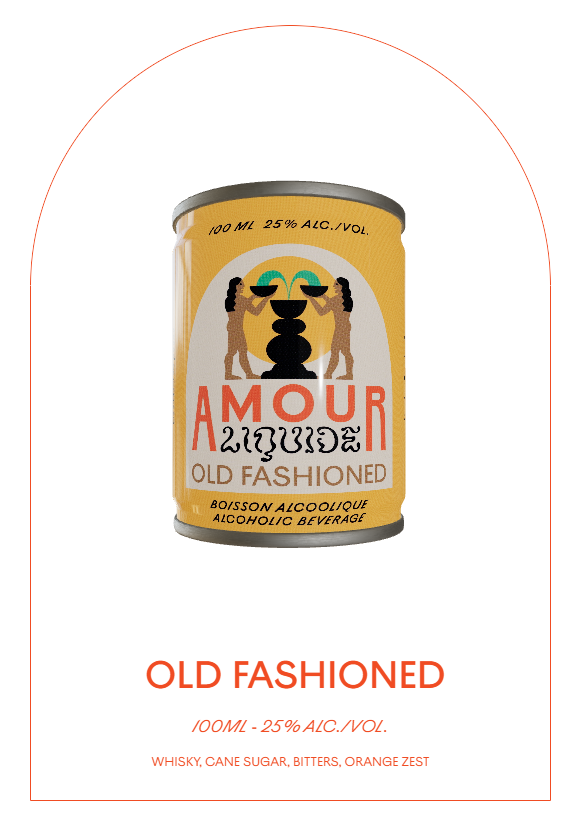 100 ML 25% ALC./VOL.
AMOUR
LIQUIDE
OLD FASHIONED
BOISSON ALCOOLIQUE
ALCOHOLIC BEVERAGE
OLD FASHIONED
100ML - 25% ALC./VOL.
WHISKY, CANE SUGAR, BITTERS, ORANGE ZEST